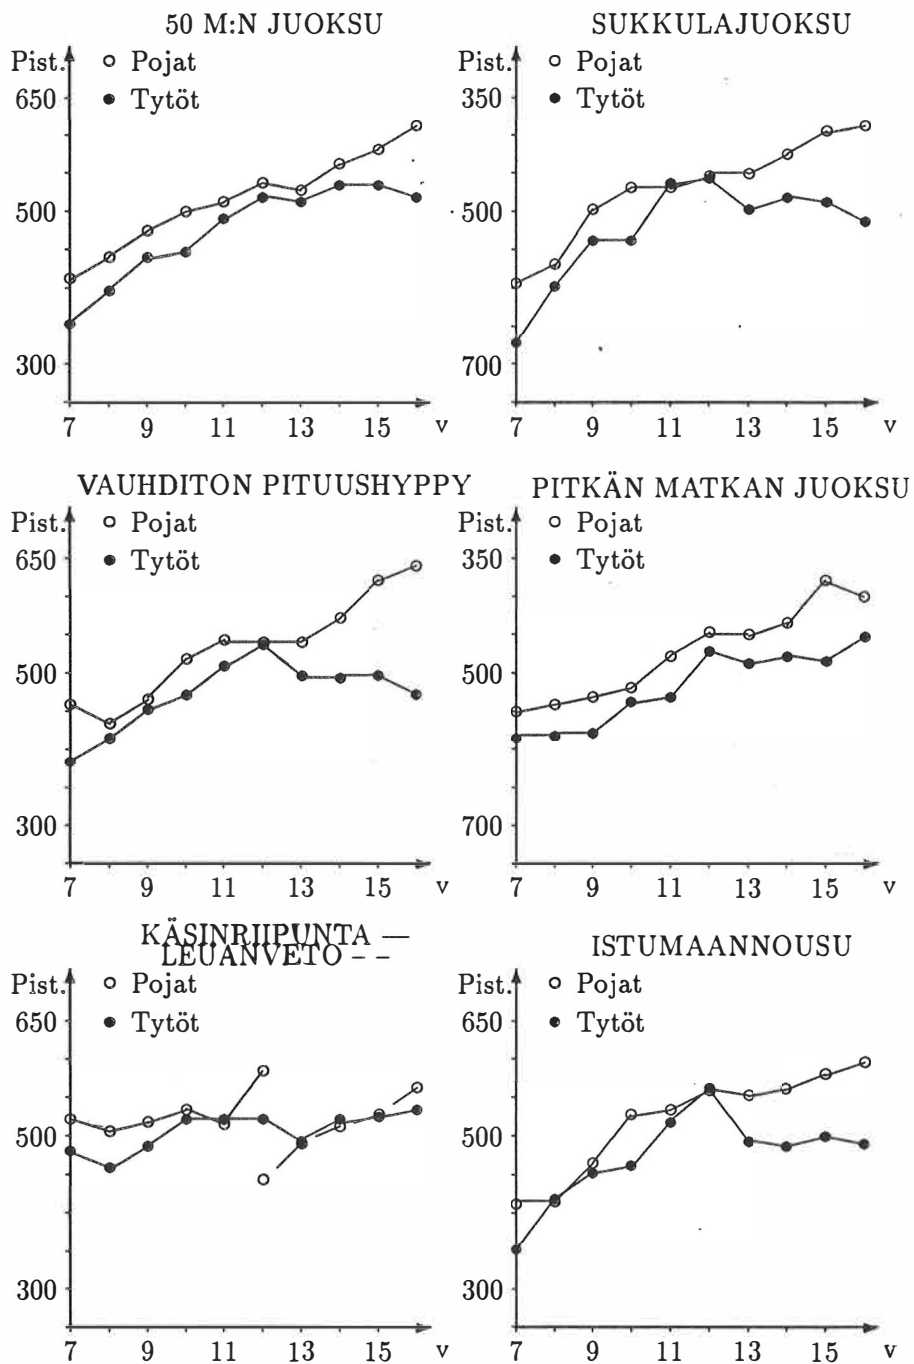 50 M:N JUOKSU
Pist.
○ Pojat
● Tytöt
650
500
300
7 9 11 13 15 v
SUKKULAJUOKSU
Pist.
○ Pojat
● Tytöt
350
500
700
7 9 11 13 15 v
VAUHDITON PITUUSHYPPY
Pist.
○ Pojat
● Tytöt
650
500
300
7 9 11 13 15 v
PITKÄN MATKAN JUOKSU
Pist.
○ Pojat
● Tytöt
350
500
700
7 9 11 13 15 v
KÄSINRIIPUNTA —
LEUANVETO – –
Pist.
○ Pojat
● Tytöt
650
500
300
7 9 11 13 15 v
ISTUMAANNOUSU
Pist.
○ Pojat
● Tytöt
650
500
300
7 9 11 13 15 v